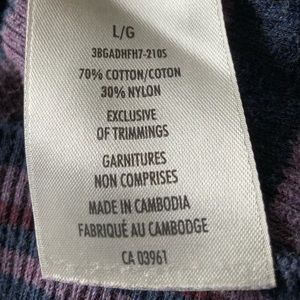 L/G
3BGADHFH7-210S
70% COTTON/COTON
30% NYLON
EXCLUSIVE
OF TRIMMINGS
GARNITURES
NON COMPRISES
MADE IN CAMBODIA
FABRIQUÉ AU CAMBODGE
CA 03961